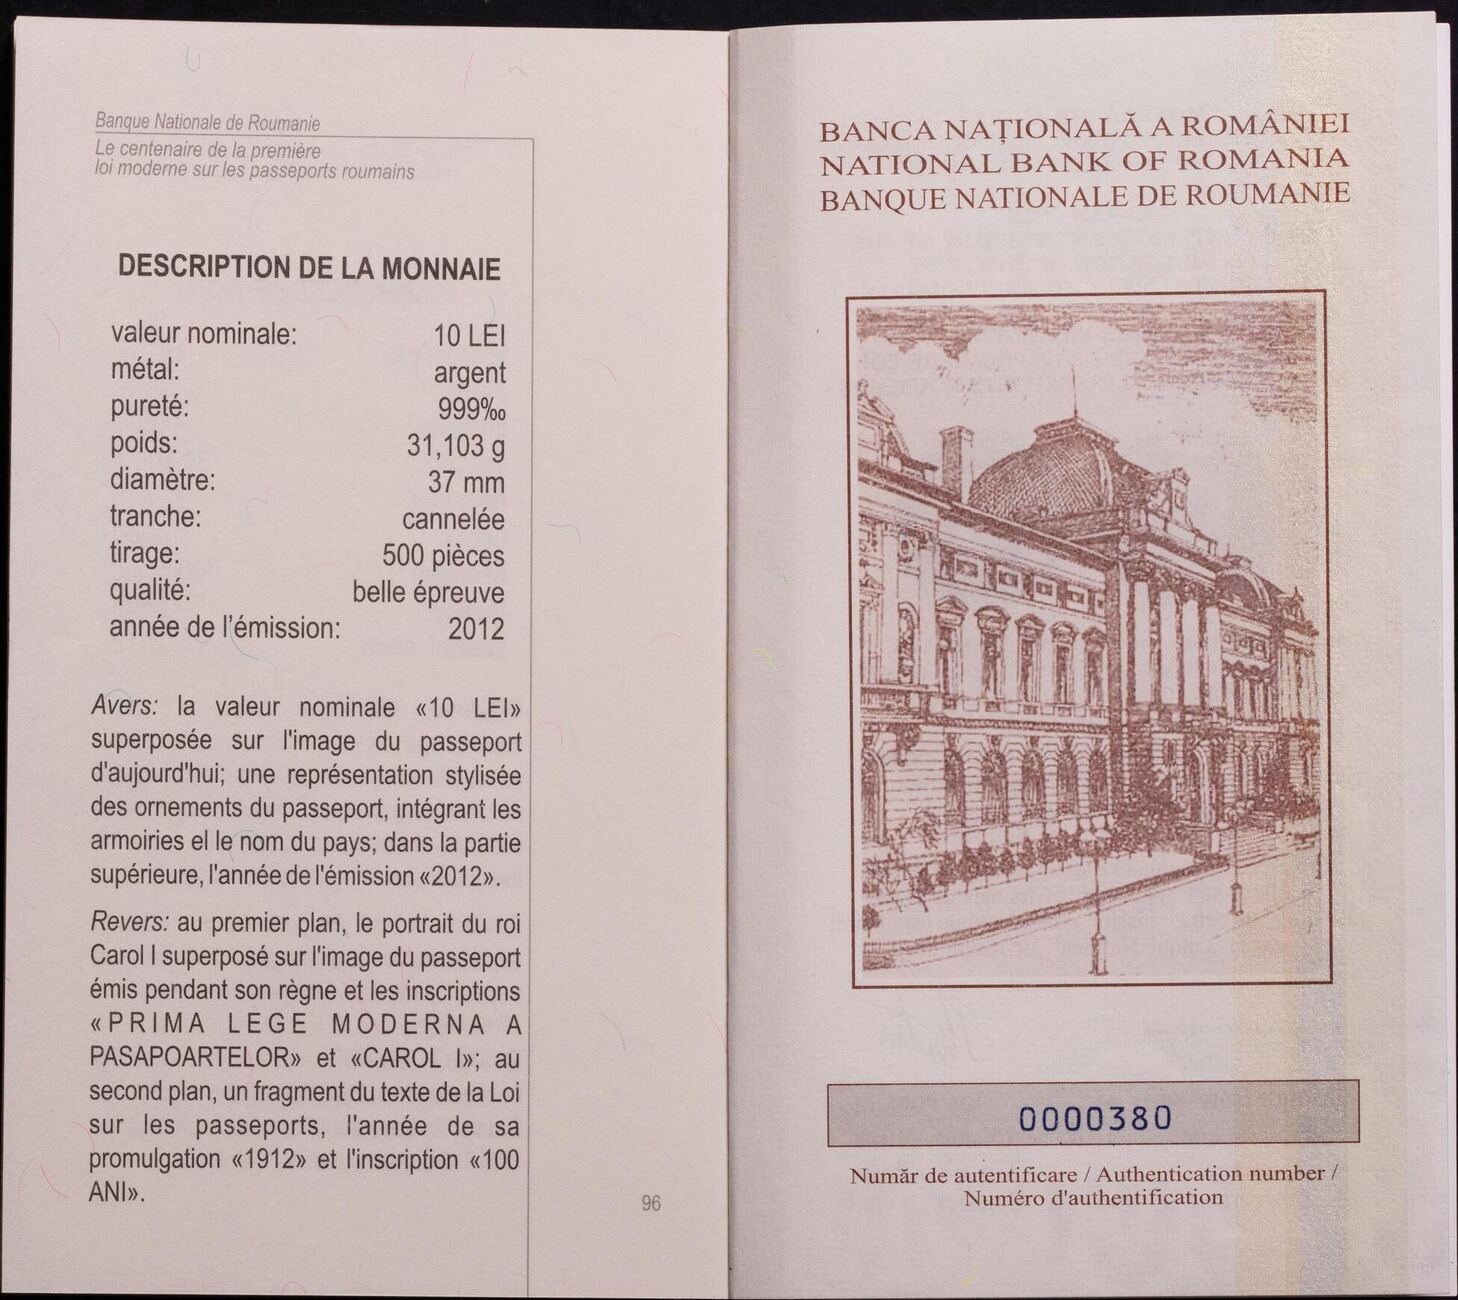 Banque Nationale de Roumanie
Le centenaire de la première
loi moderne sur les passeports roumains
DESCRIPTION DE LA MONNAIE
valeur nominale: 10 LEI
métal: argent
pureté: 999‰
poids: 31,103 g
diamètre: 37 mm
tranche: cannelée
tirage: 500 pièces
qualité: belle épreuve
année de l'émission: 2012
Avers: la valeur nominale «10 LEI»
superposée sur l'image du passeport
d'aujourd'hui; une représentation stylisée
des ornements du passeport, intégrant les
armoiries el le nom du pays; dans la partie
supérieure, l'année de l'émission «2012».
Revers: au premier plan, le portrait du roi
Carol I superposé sur l'image du passeport
émis pendant son règne et les inscriptions
«PRIMA LEGE MODERNA A
PASAPOARTELOR» et «CAROL I»; au
second plan, un fragment du texte de la Loi
sur les passeports, l'année de sa
promulgation «1912» et l'inscription «100
ANI».
96
BANCA NAȚIONALĂ A ROMÂNIEI
NATIONAL BANK OF ROMANIA
BANQUE NATIONALE DE ROUMANIE
0000380
Număr de autentificare / Authentication number /
Numéro d'authentification